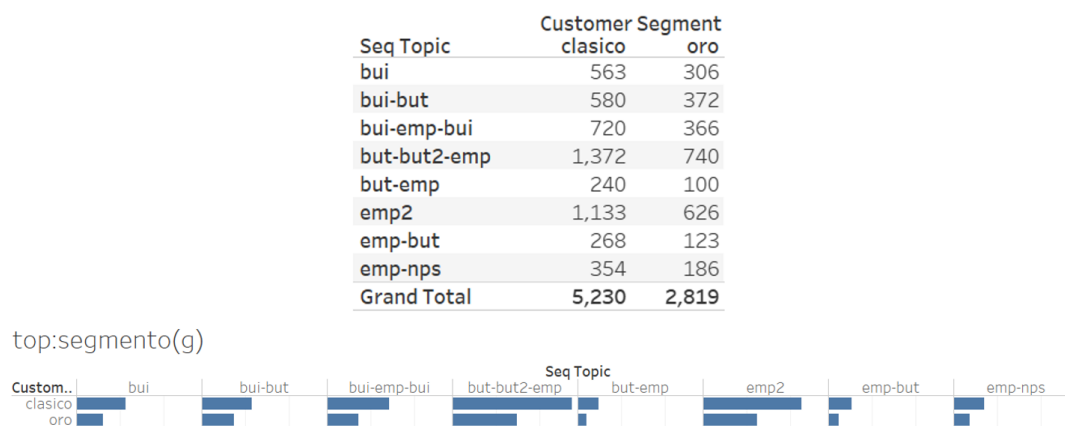 Customer Segment
Seq Topic clasico oro
bui 563 306
bui-but 580 372
bui-emp-bui 720 366
but-but2-emp 1,372 740
but-emp 240 100
emp2 1,133 626
emp-but 268 123
emp-nps 354 186
Grand Total 5,230 2,819
top:segmento(g)
Seq Topic
Custom.. bui bui-but bui-emp-bui but-but2-emp but-emp emp2 emp-but emp-nps
clasico
oro